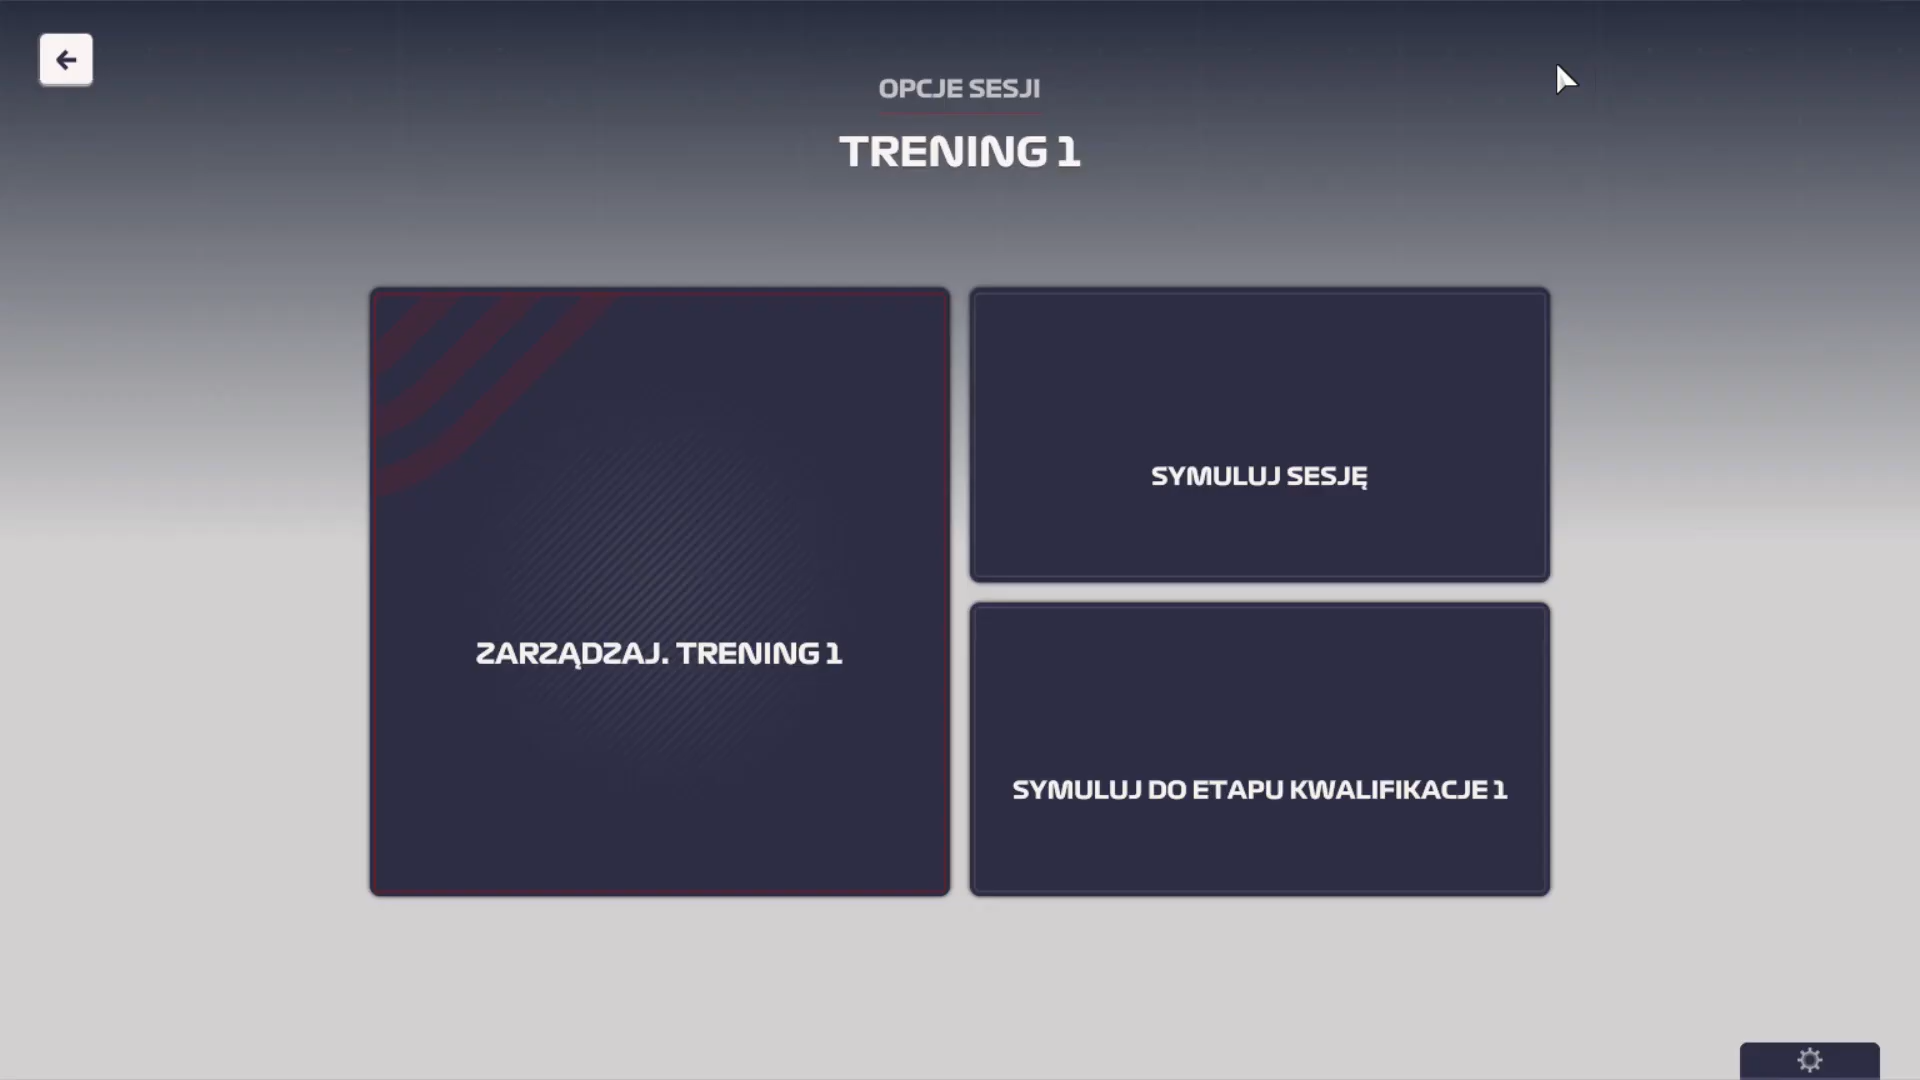 OPCJE SESJI
TRENING 1
ZARZĄDZAJ. TRENING 1
SYMULUJ SESJĘ
SYMULUJ DO ETAPU KWALIFIKACJE 1